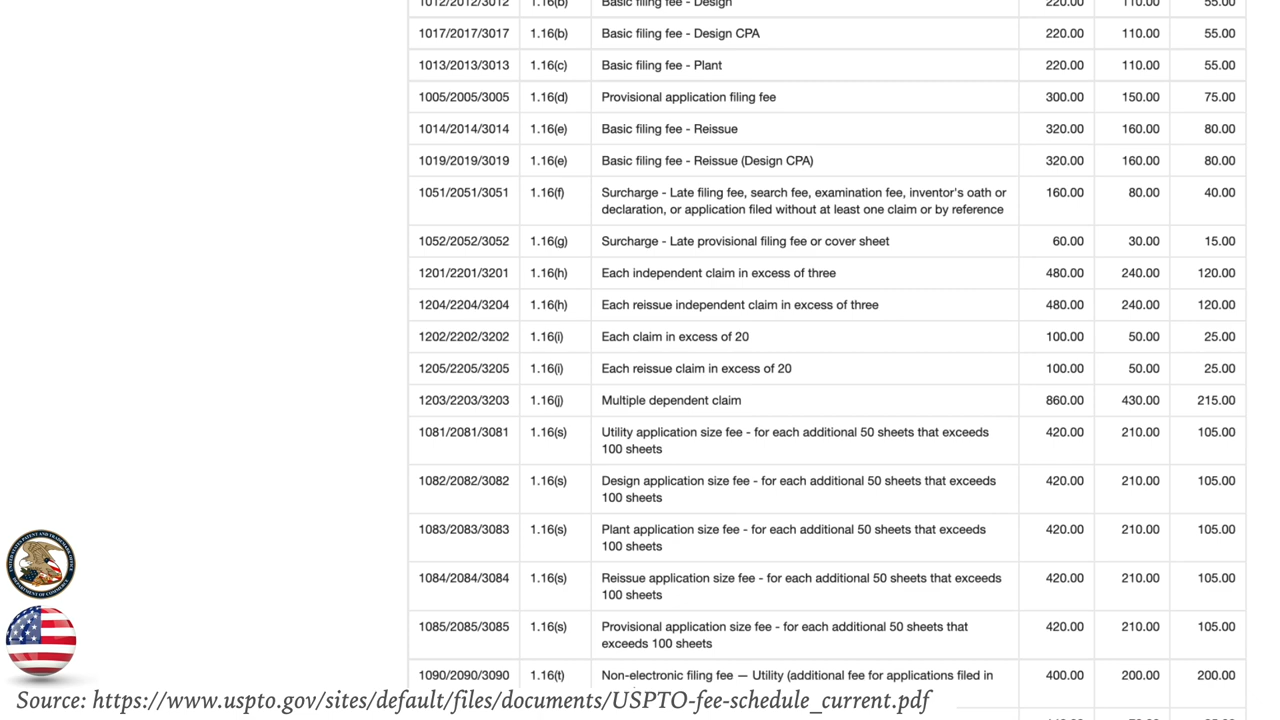 1012/2012/3012 1.16(b) Basic filing fee - Design 220.00 110.00 55.00
1017/2017/3017 1.16(b) Basic filing fee - Design CPA 220.00 110.00 55.00
1013/2013/3013 1.16(c) Basic filing fee - Plant 220.00 110.00 55.00
1005/2005/3005 1.16(d) Provisional application filing fee 300.00 150.00 75.00
1014/2014/3014 1.16(e) Basic filing fee - Reissue 320.00 160.00 80.00
1019/2019/3019 1.16(e) Basic filing fee - Reissue (Design CPA) 320.00 160.00 80.00
1051/2051/3051 1.16(f) Surcharge - Late filing fee, search fee, examination fee, inventor's oath or 160.00 80.00 40.00
declaration, or application filed without at least one claim or by reference
1052/2052/3052 1.16(g) Surcharge - Late provisional filing fee or cover sheet 60.00 30.00 15.00
1201/2201/3201 1.16(h) Each independent claim in excess of three 480.00 240.00 120.00
1204/2204/3204 1.16(h) Each reissue independent claim in excess of three 480.00 240.00 120.00
1202/2202/3202 1.16(i) Each claim in excess of 20 100.00 50.00 25.00
1205/2205/3205 1.16(i) Each reissue claim in excess of 20 100.00 50.00 25.00
1203/2203/3203 1.16(j) Multiple dependent claim 860.00 430.00 215.00
1081/2081/3081 1.16(s) Utility application size fee - for each additional 50 sheets that exceeds 420.00 210.00 105.00
100 sheets
1082/2082/3082 1.16(s) Design application size fee - for each additional 50 sheets that exceeds 420.00 210.00 105.00
100 sheets
1083/2083/3083 1.16(s) Plant application size fee - for each additional 50 sheets that exceeds 420.00 210.00 105.00
100 sheets
1084/2084/3084 1.16(s) Reissue application size fee - for each additional 50 sheets that exceeds 420.00 210.00 105.00
100 sheets
1085/2085/3085 1.16(s) Provisional application size fee - for each additional 50 sheets that 420.00 210.00 105.00
exceeds 100 sheets
1090/2090/3090 1.16(t) Non-electronic filing fee — Utility (additional fee for applications filed in 400.00 200.00 200.00
Source: https://www.uspto.gov/sites/default/files/documents/USPTO-fee-schedule_current.pdf